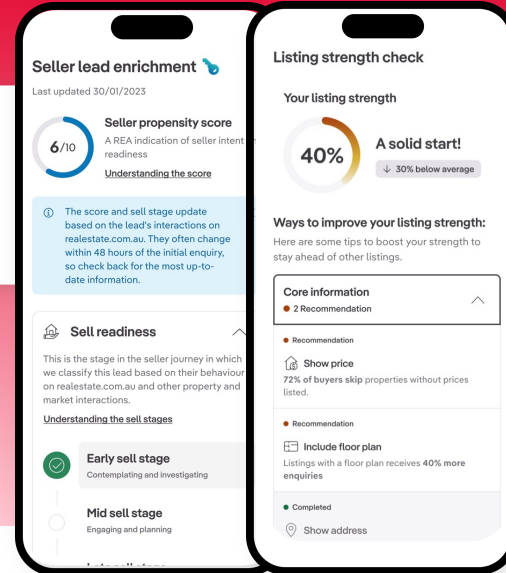 Seller lead enrichment
Last updated 30/01/2023
6/10
Seller propensity score
A REA indication of seller intent
readiness
Understanding the score
The score and sell stage update
based on the lead's interactions on
realestate.com.au. They often change
within 48 hours of the initial enquiry,
so check back for the most up-to-
date information.
Sell readiness
This is the stage in the seller journey in which
we classify this lead based on their behaviour
on realestate.com.au and other property and
market interactions.
Understanding the sell stages
Early sell stage
Contemplating and investigating
Mid sell stage
Engaging and planning
Listing strength check
Your listing strength
40%
A solid start!
↓ 30% below average
Ways to improve your listing strength:
Here are some tips to boost your strength to
stay ahead of other listings.
Core information
2 Recommendation
Recommendation
Show price
72% of buyers skip properties without prices
listed.
Recommendation
Include floor plan
Listings with a floor plan receives 40% more
enquiries
Completed
Show address